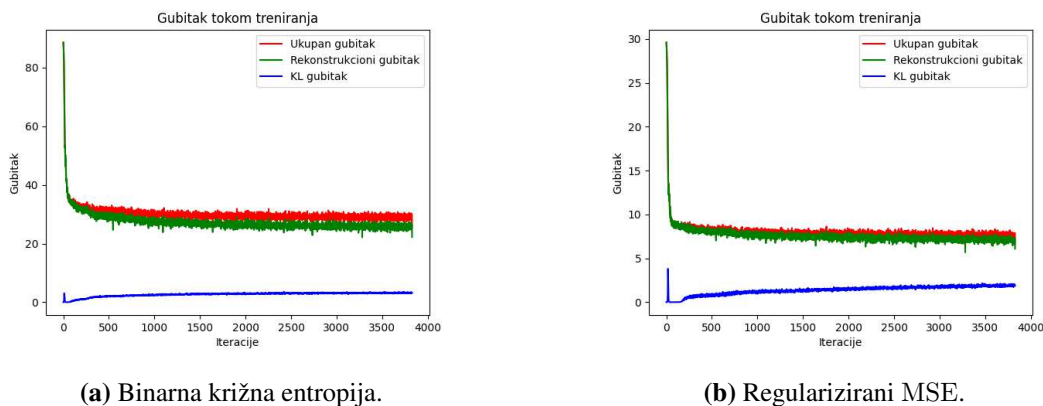 Gubitak tokom treniranja
Ukupan gubitak
Rekonstrukcioni gubitak
KL gubitak
Gubitak
80
60
40
20
0
0 500 1000 1500 2000 2500 3000 3500 4000
Iteracije
(a) Binarna križna entropija.
Gubitak tokom treniranja
Ukupan gubitak
Rekonstrukcioni gubitak
KL gubitak
Gubitak
30
25
20
15
10
5
0
0 500 1000 1500 2000 2500 3000 3500 4000
Iteracije
(b) Regularizirani MSE.